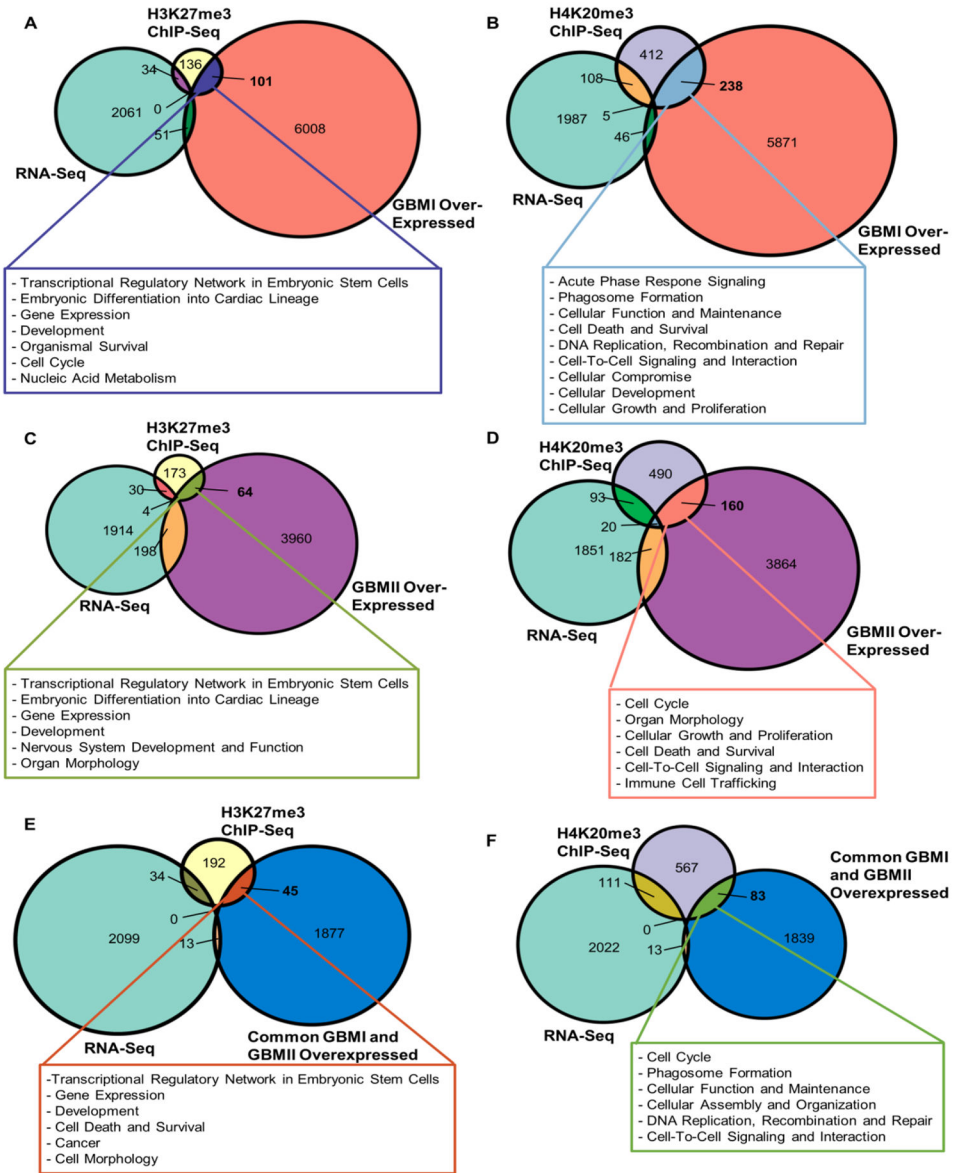 A
H3K27me3
ChIP-Seq
136
34
101
2061
0
6008
51
RNA-Seq
GBMI Over-
Expressed
- Transcriptional Regulatory Network in Embryonic Stem Cells
- Embryonic Differentiation into Cardiac Lineage
- Gene Expression
- Development
- Organismal Survival
- Cell Cycle
- Nucleic Acid Metabolism
B
H4K20me3
ChIP-Seq
412
108
238
5
1987
46
5871
RNA-Seq
GBMI Over-
Expressed
- Acute Phase Respone Signaling
- Phagosome Formation
- Cellular Function and Maintenance
- Cell Death and Survival
- DNA Replication, Recombination and Repair
- Cell-To-Cell Signaling and Interaction
- Cellular Compromise
- Cellular Development
- Cellular Growth and Proliferation
C
H3K27me3
ChIP-Seq
173
30
64
4
1914
198
3960
RNA-Seq
GBMII Over-
Expressed
- Transcriptional Regulatory Network in Embryonic Stem Cells
- Embryonic Differentiation into Cardiac Lineage
- Gene Expression
- Development
- Nervous System Development and Function
- Organ Morphology
D
H4K20me3
ChIP-Seq
490
93
160
20
1851
182
3864
RNA-Seq
GBMII Over-
Expressed
- Cell Cycle
- Organ Morphology
- Cellular Growth and Proliferation
- Cell Death and Survival
- Cell-To-Cell Signaling and Interaction
- Immune Cell Trafficking
E
H3K27me3
ChIP-Seq
192
34
45
0
2099
13
1877
RNA-Seq
Common GBMI and
GBMII Overexpressed
-Transcriptional Regulatory Network in Embryonic Stem Cells
- Gene Expression
- Development
- Cell Death and Survival
- Cancer
- Cell Morphology
F
H4K20me3
ChIP-Seq
567
Common GBMI
and GBMII
Overexpressed
111
83
0
2022
13
1839
RNA-Seq
- Cell Cycle
- Phagosome Formation
- Cellular Function and Maintenance
- Cellular Assembly and Organization
- DNA Replication, Recombination and Repair
- Cell-To-Cell Signaling and Interaction